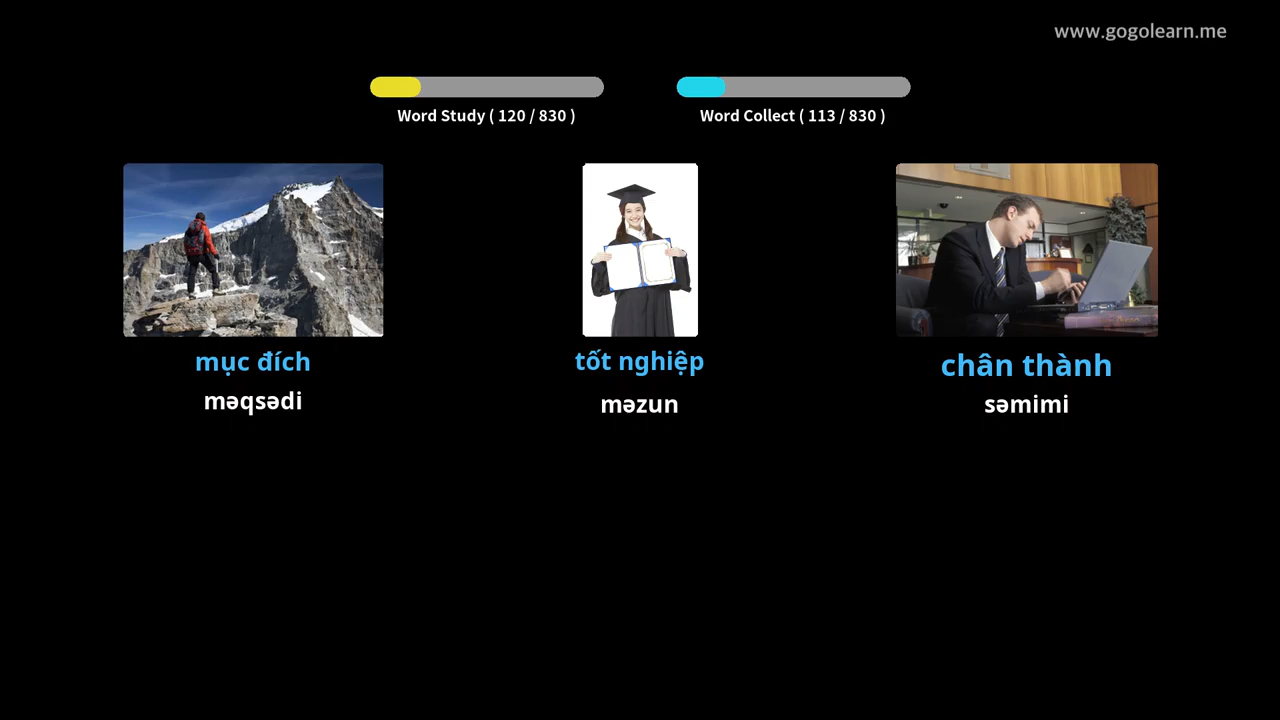 www.gogolearn.me
Word Study ( 120 / 830 )
Word Collect ( 113 / 830 )
mục đích
məqsədi
tốt nghiệp
məzun
chân thành
səmimi